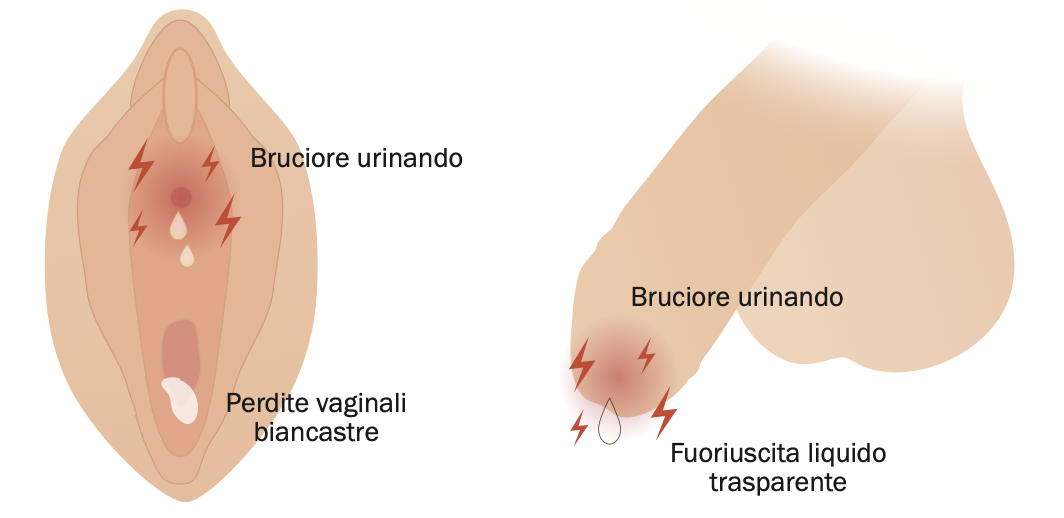 Bruciore urinando
Perdite vaginali
biancastre
Bruciore urinando
Fuoriuscita liquido
trasparente